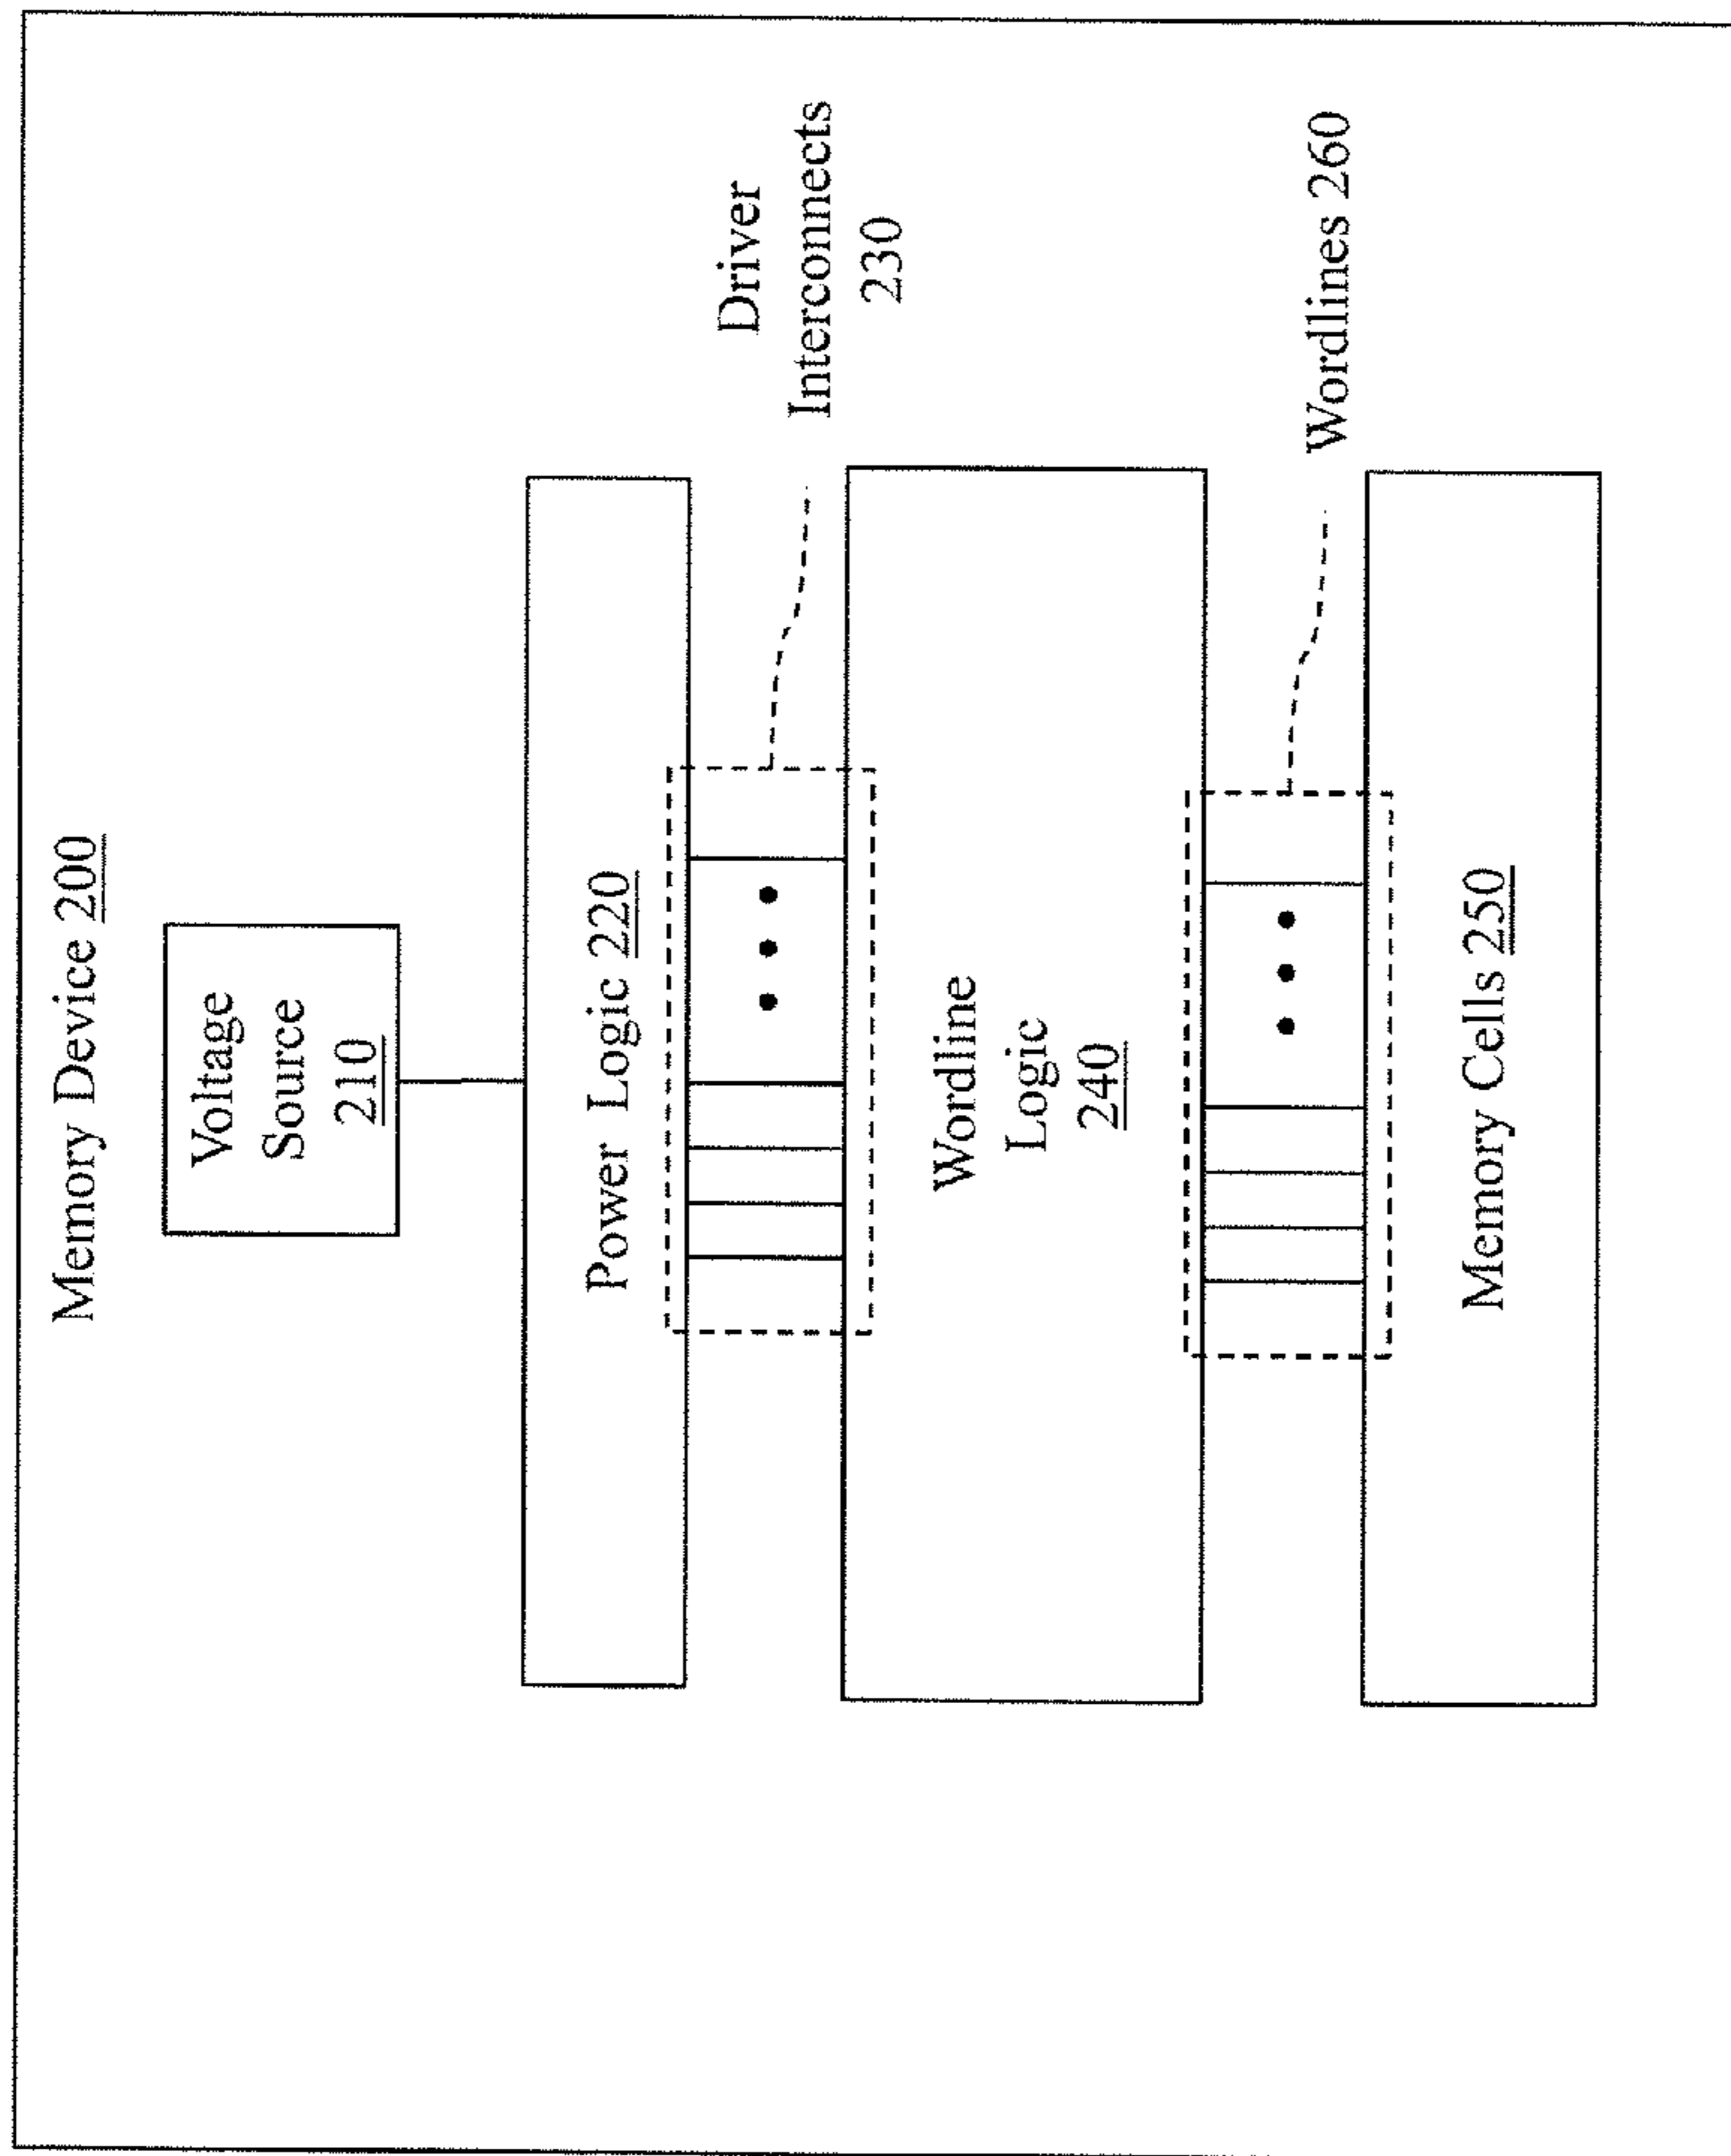 Memory Device 200
Voltage
Source
210
Power Logic 220
Driver
Interconnects
230
Wordline
Logic
240
Wordlines 260
Memory Cells 250